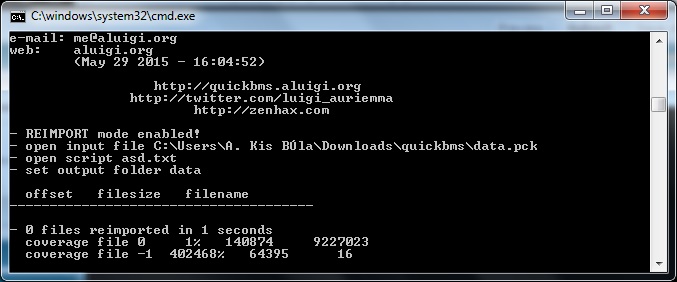 C:\windows\system32\cmd.exe
e-mail: me@aluigi.org
web:    aluigi.org
        (May 29 2015 - 16:04:52)
                  http://quickbms.aluigi.org
               http://twitter.com/luigi_auriemma
                       http://zenhax.com
- REIMPORT mode enabled!
- open input file C:\Users\A. Kis BÚla\Downloads\quickbms\data.pck
- open script asd.txt
- set output folder data
  offset   filesize   filename
--------------------------------------
- 0 files reimported in 1 seconds
  coverage file 0     1%   140874     9227023
  coverage file -1  402468%   64395      16